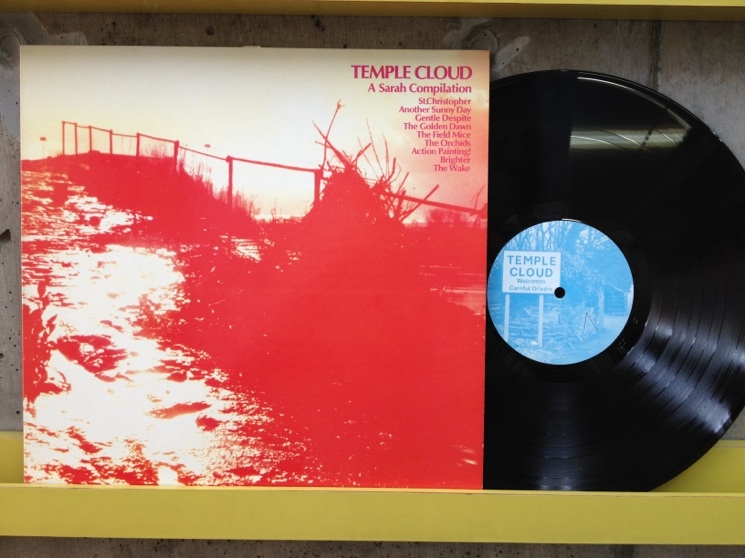 TEMPLE CLOUD
A Sarah Compilation
St.Christopher
Another Sunny Day
Gentle Despite
The Golden Dawn
The Field Mice
The Orchids
Action Painting!
Brighter
The Wake
TEMPLE
CLOUD
Welcomes
Careful Drivers
A